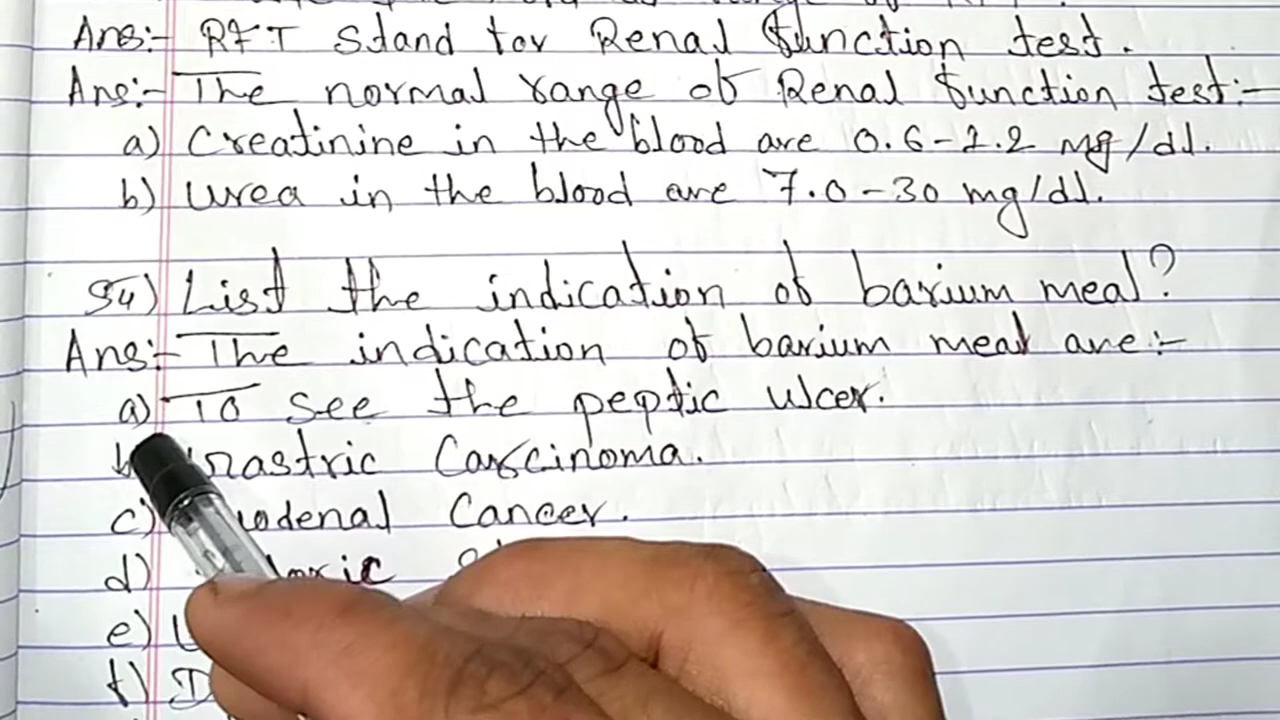 Ans:- RFT Stand for Renal function test.
Ans:- The normal range of Renal function test:-
a) Creatinine in the blood are 0.6-1.2 mg/dl.
b) Urea in the blood are 7.0-30 mg/dl.
54) List the indication of barium meal?
Ans:- The indication of barium meal are:-
a) To see the peptic ulcer.
b) Gastric Carcinoma.
c) Cancer.
d)
e)
f)